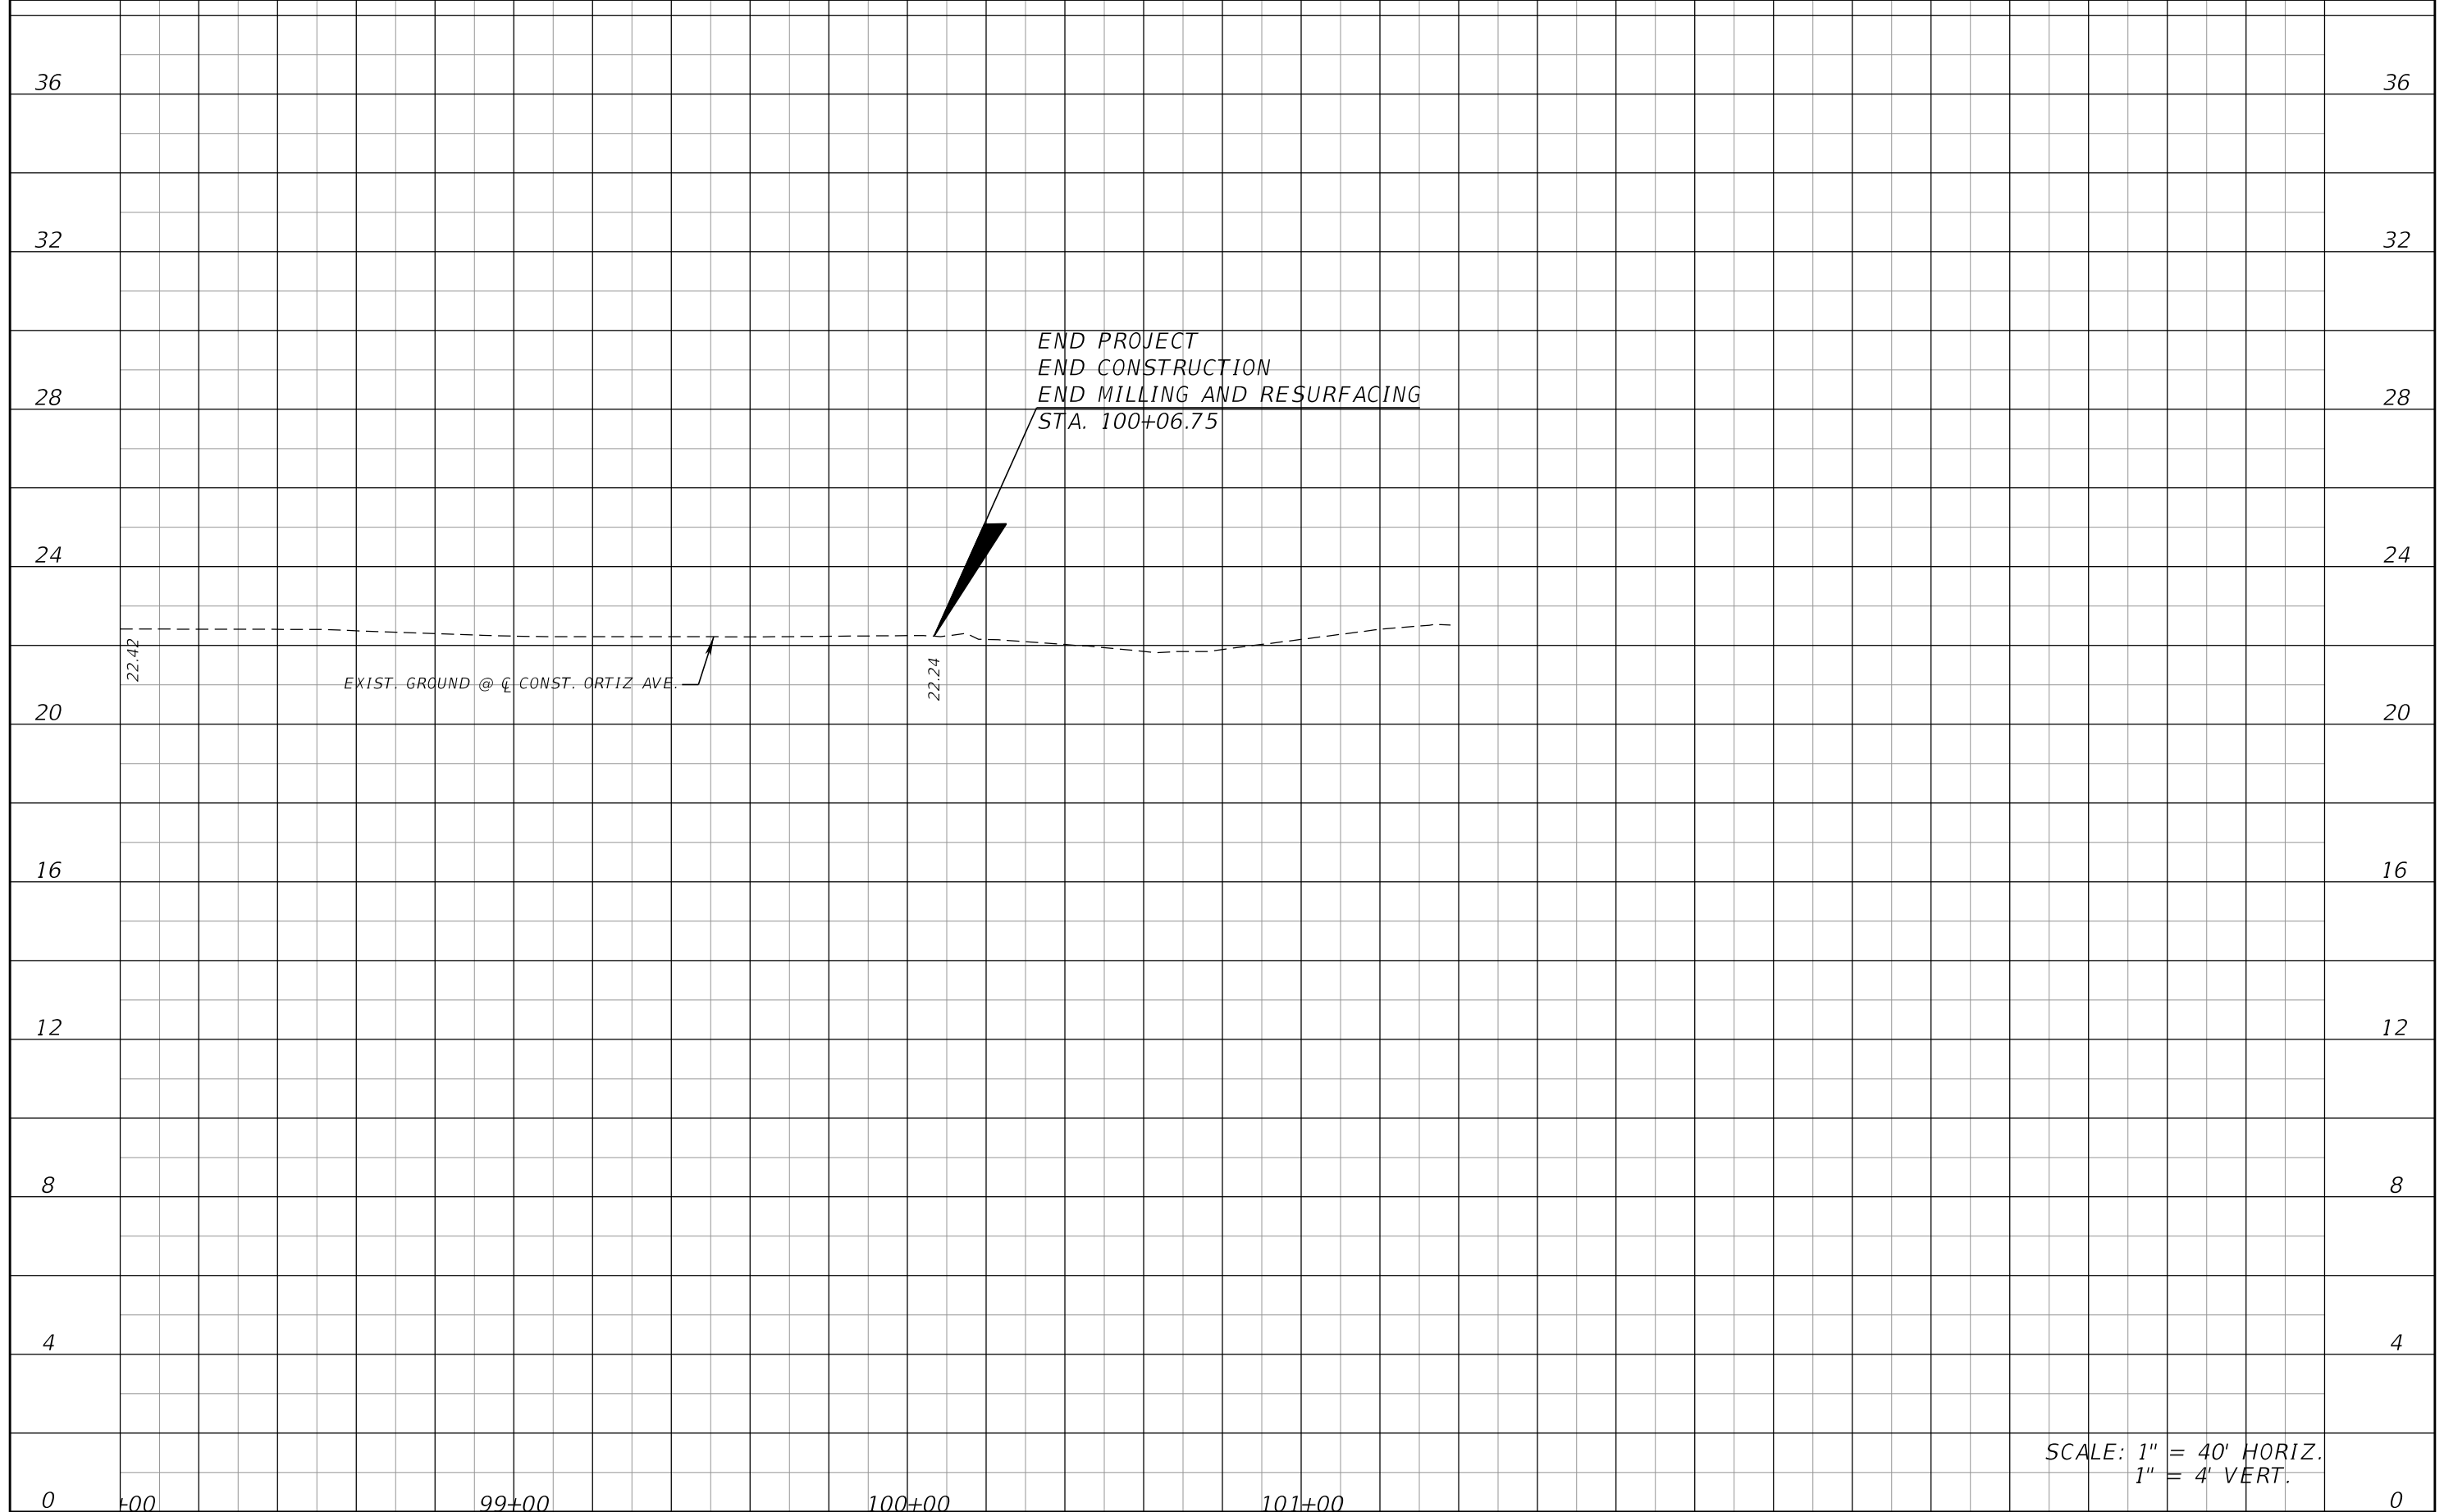 36 36
32 32
END PROJECT
END CONSTRUCTION
END MILLING AND RESURFACING
28 28
STA. 100+06.75
24 24
22.42
22.24
EXIST. GROUND @ ℄ CONST. ORTIZ AVE.
20 20
16 16
12 12
8 8
4 4
SCALE: 1" = 40' HORIZ.
1" = 4' VERT.
0 0
+00 99+00 100+00 101+00